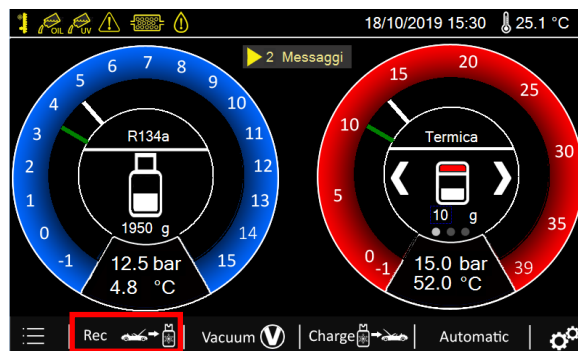 OIL UV 18/10/2019 15:30 25.1 °C
2 Messaggi
-1 0 1 2 3 4 5 6 7 8 9 10 11 12 13 14 15
R134a
1950 g
12.5 bar
4.8 °C
-1 0 5 10 15 20 25 30 35 39
Termica
10 g
15.0 bar
52.0 °C
Rec Vacuum V Charge Automatic